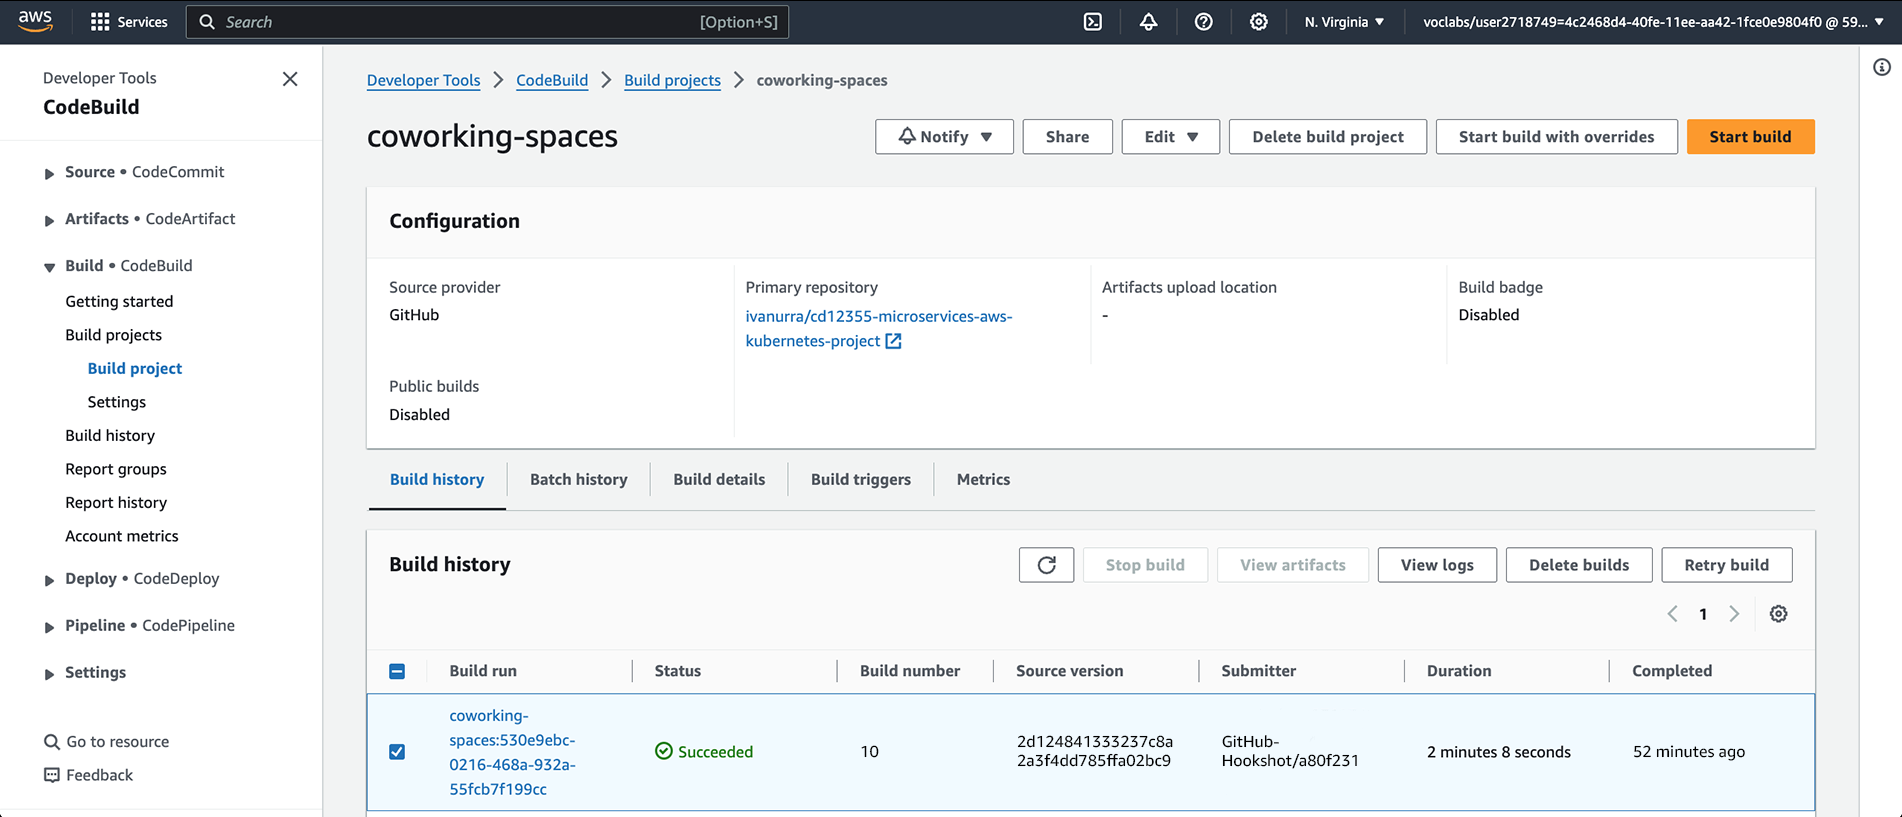 aws
Services
Search
[Option+S]
N. Virginia
voclabs/user2718749=4c2468d4-40fe-11ee-aa42-1fce0e9804f0 @ 59...
Developer Tools
CodeBuild
Source • CodeCommit
Artifacts • CodeArtifact
Build • CodeBuild
Getting started
Build projects
Build project
Settings
Build history
Report groups
Report history
Account metrics
Deploy • CodeDeploy
Pipeline • CodePipeline
Settings
Go to resource
Feedback
Developer Tools > CodeBuild > Build projects > coworking-spaces
coworking-spaces
Notify
Share
Edit
Delete build project
Start build with overrides
Start build
Configuration
Source provider
GitHub
Primary repository
ivanurra/cd12355-microservices-aws-
kubernetes-project
Artifacts upload location
-
Build badge
Disabled
Public builds
Disabled
Build history
Batch history
Build details
Build triggers
Metrics
Build history
Stop build
View artifacts
View logs
Delete builds
Retry build
1
Build run
Status
Build number
Source version
Submitter
Duration
Completed
coworking-
spaces:530e9ebc-
0216-468a-932a-
55fcb7f199cc
Succeeded
10
2d124841333237c8a
2a3f4dd785ffa02bc9
GitHub-
Hookshot/a80f231
2 minutes 8 seconds
52 minutes ago